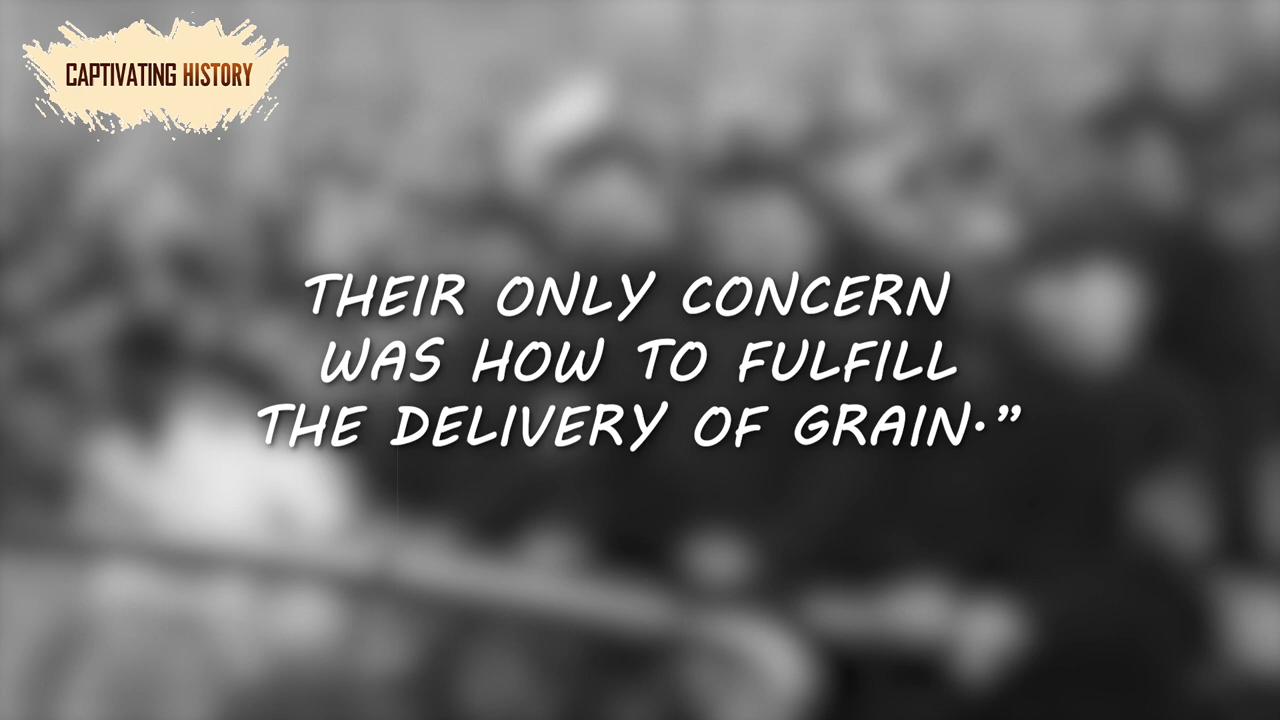 CAPTIVATING HISTORY
THEIR ONLY CONCERN
WAS HOW TO FULFILL
THE DELIVERY OF GRAIN.”